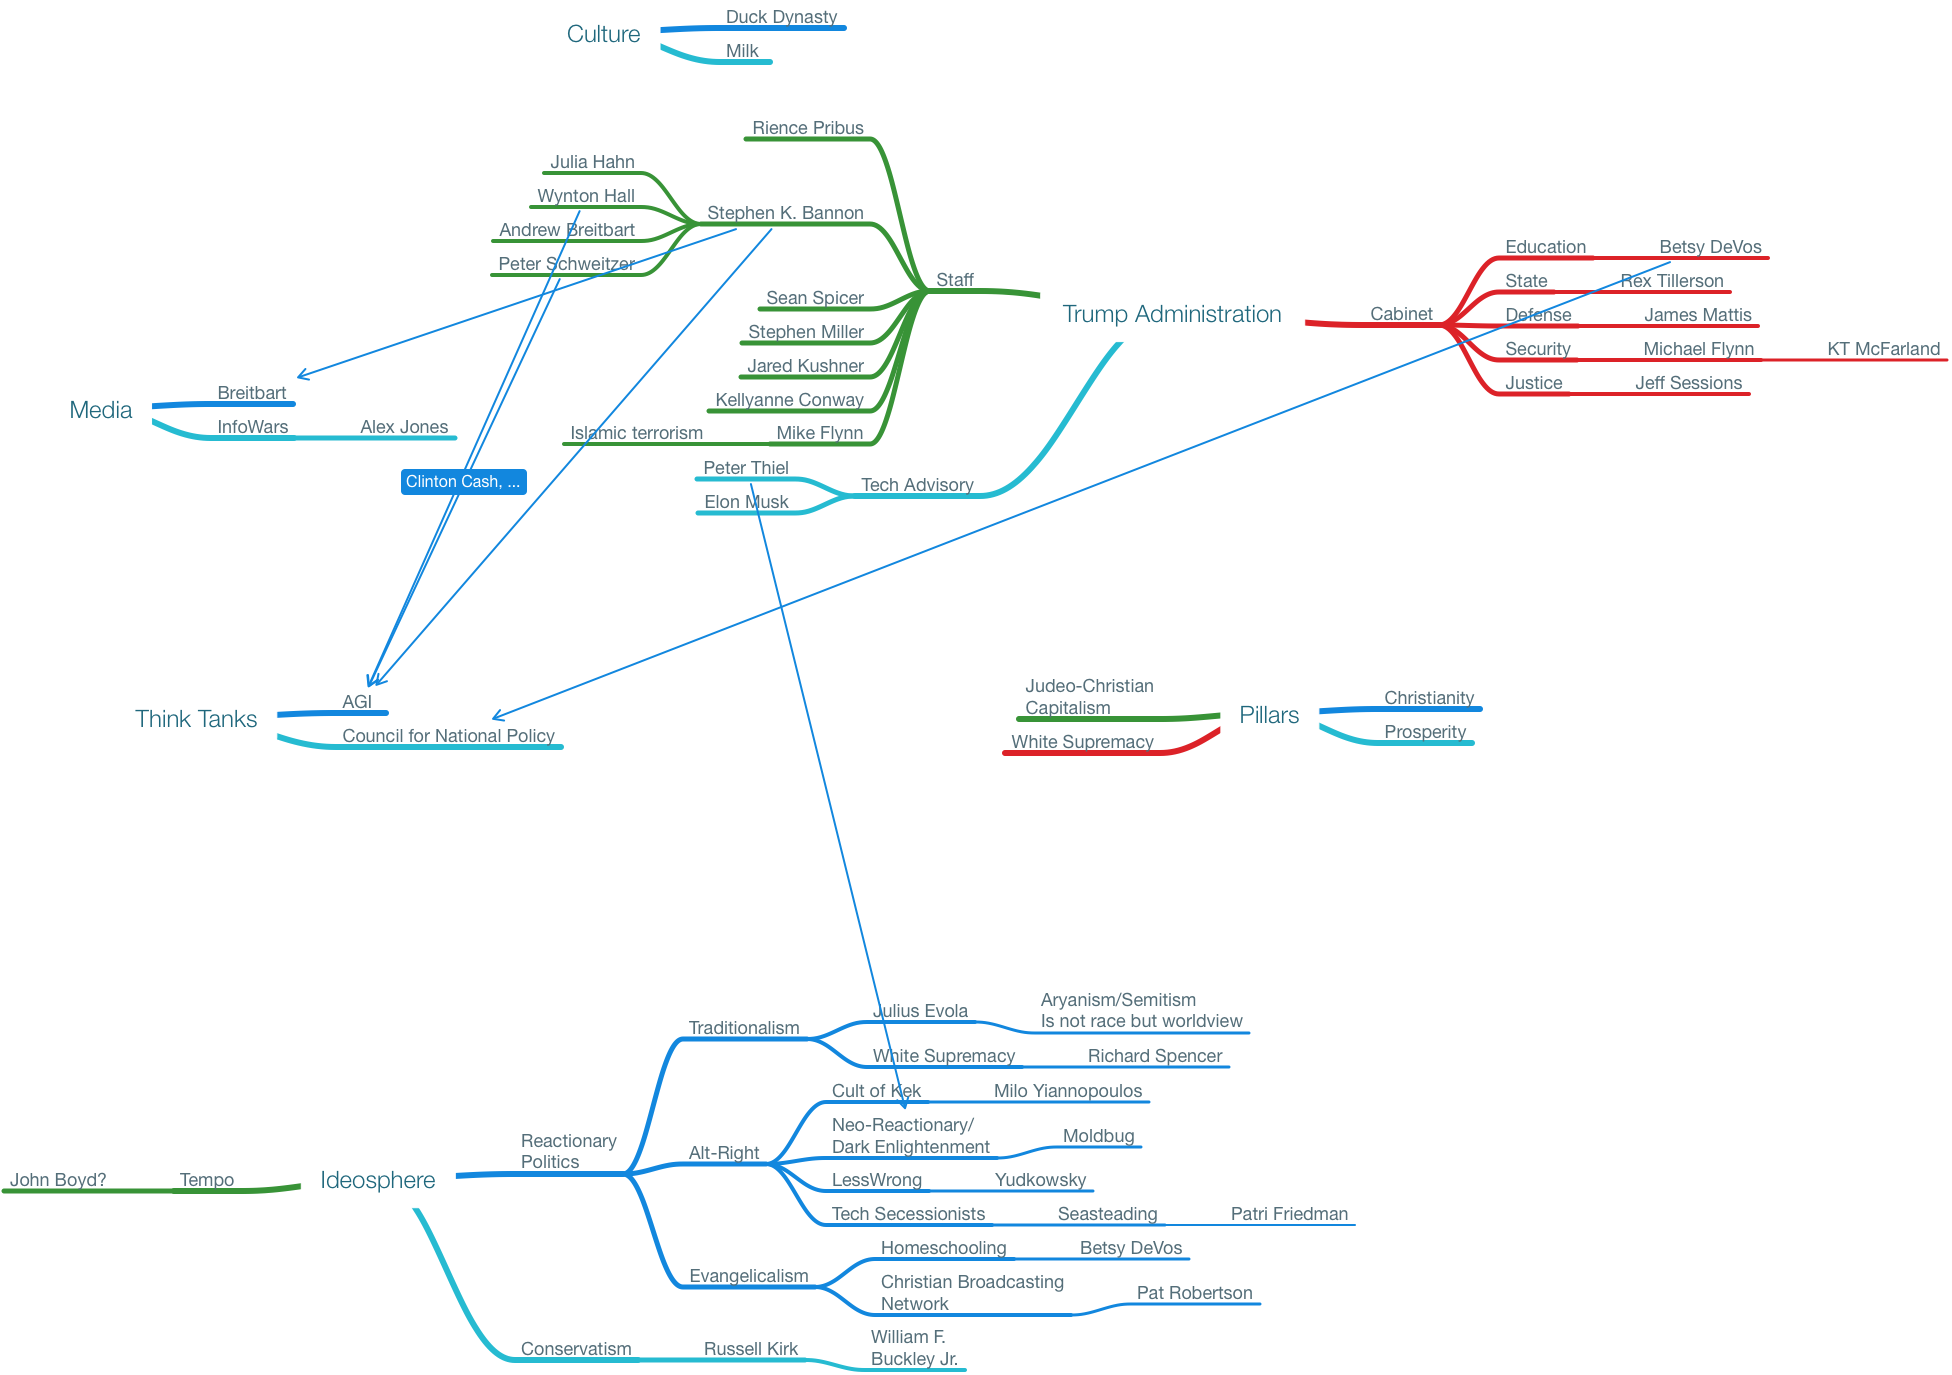 Culture
Duck Dynasty
Milk
Rience Pribus
Julia Hahn
Wynton Hall
Stephen K. Bannon
Andrew Breitbart
Peter Schweitzer
Staff
Sean Spicer
Stephen Miller
Jared Kushner
Kellyanne Conway
Islamic terrorism
Mike Flynn
Trump Administration
Cabinet
Education
Betsy DeVos
State
Rex Tillerson
Defense
James Mattis
Security
Michael Flynn
KT McFarland
Justice
Jeff Sessions
Peter Thiel
Tech Advisory
Elon Musk
Media
Breitbart
InfoWars
Alex Jones
Clinton Cash, ...
Think Tanks
AGI
Council for National Policy
Judeo-Christian
Capitalism
White Supremacy
Pillars
Christianity
Prosperity
John Boyd?
Tempo
Ideosphere
Reactionary
Politics
Traditionalism
Julius Evola
Aryanism/Semitism
Is not race but worldview
White Supremacy
Richard Spencer
Alt-Right
Cult of Kek
Milo Yiannopoulos
Neo-Reactionary/
Dark Enlightenment
Moldbug
LessWrong
Yudkowsky
Tech Secessionists
Seasteading
Patri Friedman
Evangelicalism
Homeschooling
Betsy DeVos
Christian Broadcasting
Network
Pat Robertson
Conservatism
Russell Kirk
William F.
Buckley Jr.